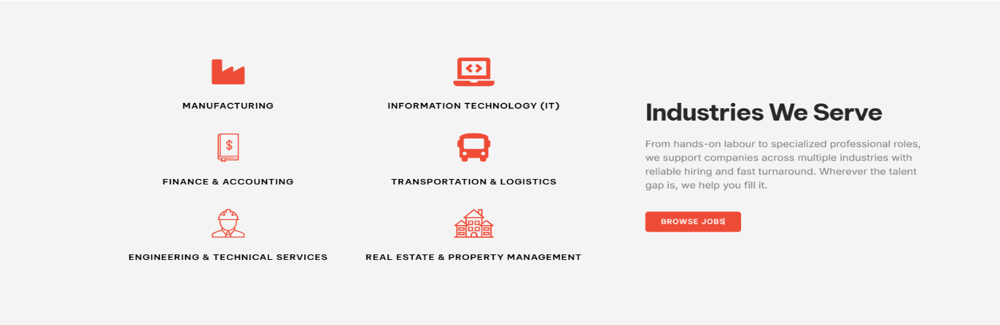 MANUFACTURING
INFORMATION TECHNOLOGY (IT)
$
FINANCE & ACCOUNTING
TRANSPORTATION & LOGISTICS
ENGINEERING & TECHNICAL SERVICES
REAL ESTATE & PROPERTY MANAGEMENT
Industries We Serve
From hands-on labour to specialized professional roles,
we support companies across multiple industries with
reliable hiring and fast turnaround. Wherever the talent
gap is, we help you fill it.
BROWSE JOBS